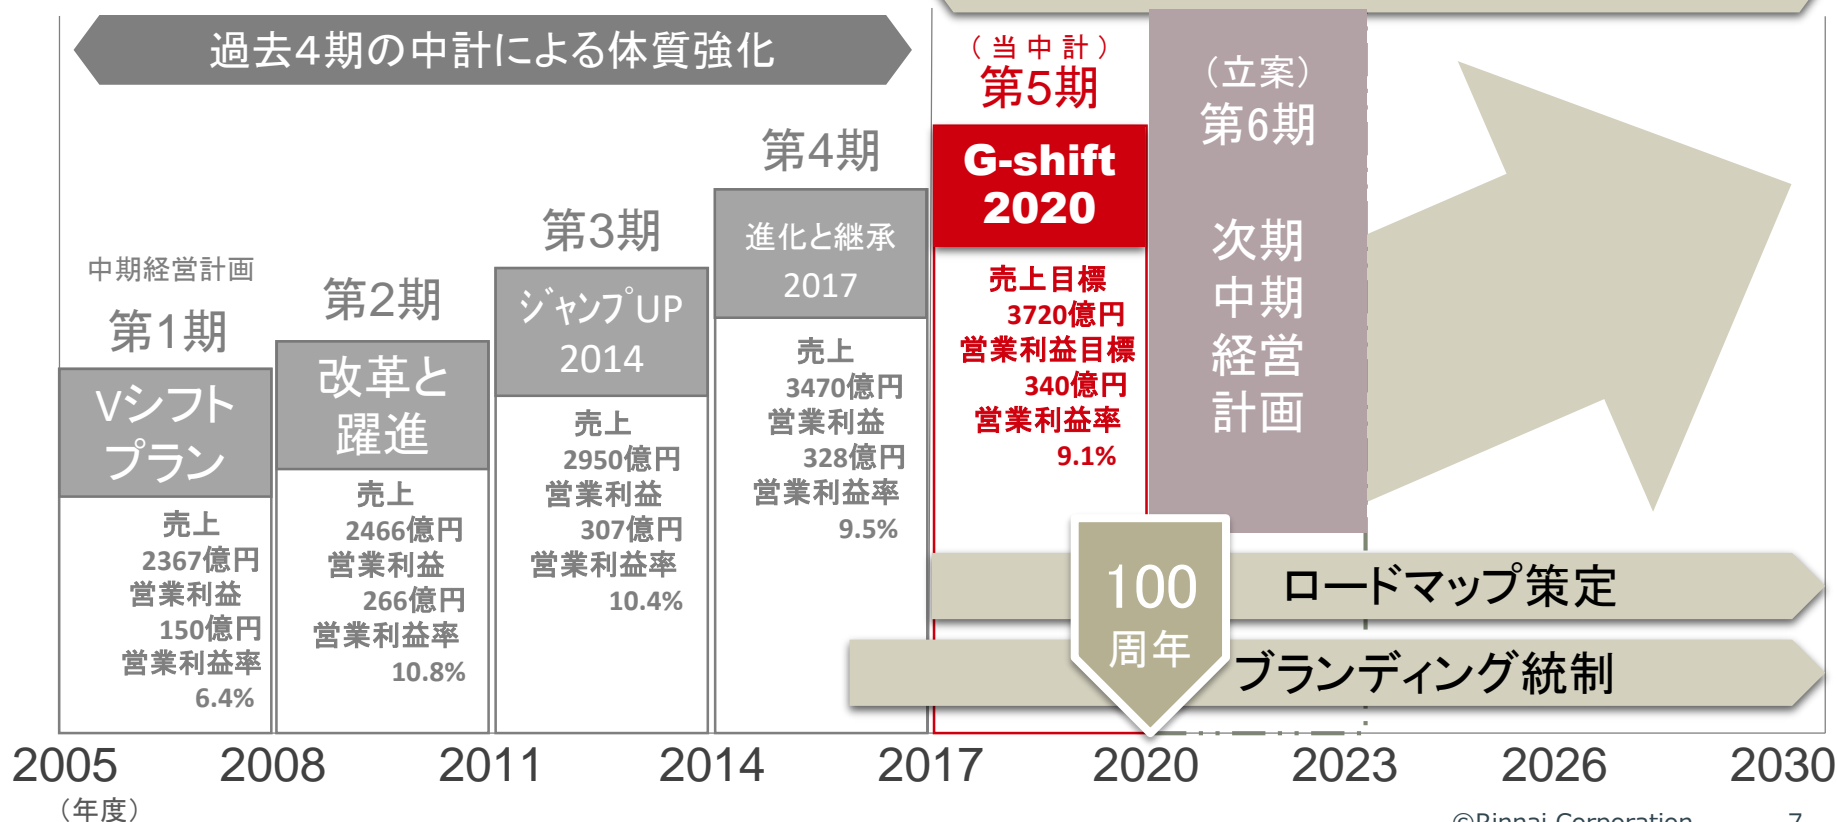 過去4期の中計による体質強化
中期経営計画
第1期
Vシフト
プラン
売上
2367億円
営業利益
150億円
営業利益率
6.4%
第2期
改革と
躍進
売上
2466億円
営業利益
266億円
営業利益率
10.8%
第3期
ジャンプUP
2014
売上
2950億円
営業利益
307億円
営業利益率
10.4%
第4期
進化と継承
2017
売上
3470億円
営業利益
328億円
営業利益率
9.5%
(当中計)
第5期
G-shift
2020
売上目標
3720億円
営業利益目標
340億円
営業利益率
9.1%
(立案)
第6期
次期
中期
経営
計画
100
周年
ロードマップ策定
ブランディング統制
2005 2008 2011 2014 2017 2020 2023 2026 2030
(年度)
©Rinnai Corporation 7